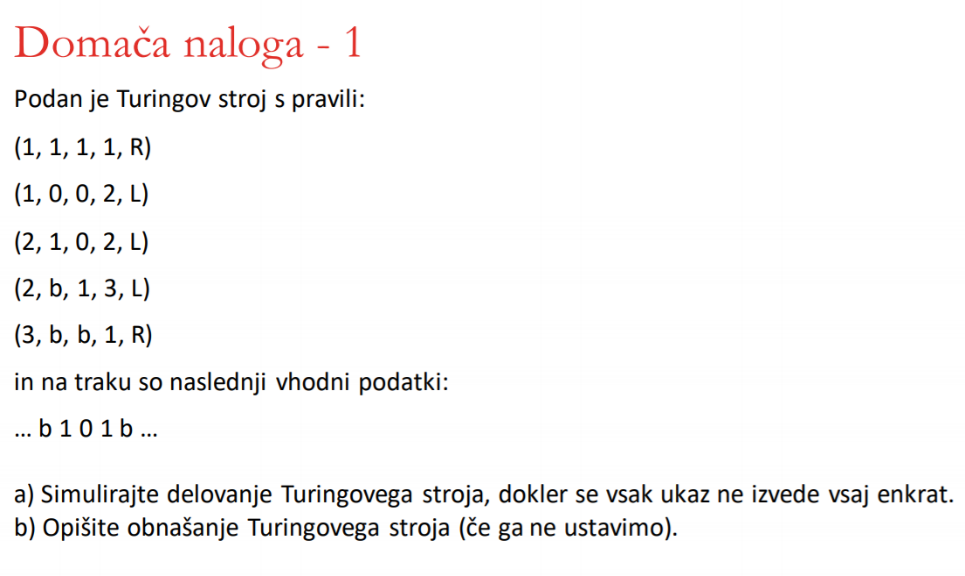 Domača naloga - 1
Podan je Turingov stroj s pravili:
(1, 1, 1, 1, R)
(1, 0, 0, 2, L)
(2, 1, 0, 2, L)
(2, b, 1, 3, L)
(3, b, b, 1, R)
in na traku so naslednji vhodni podatki:
... b 1 0 1 b ...
a) Simulirajte delovanje Turingovega stroja, dokler se vsak ukaz ne izvede vsaj enkrat.
b) Opišite obnašanje Turingovega stroja (če ga ne ustavimo).